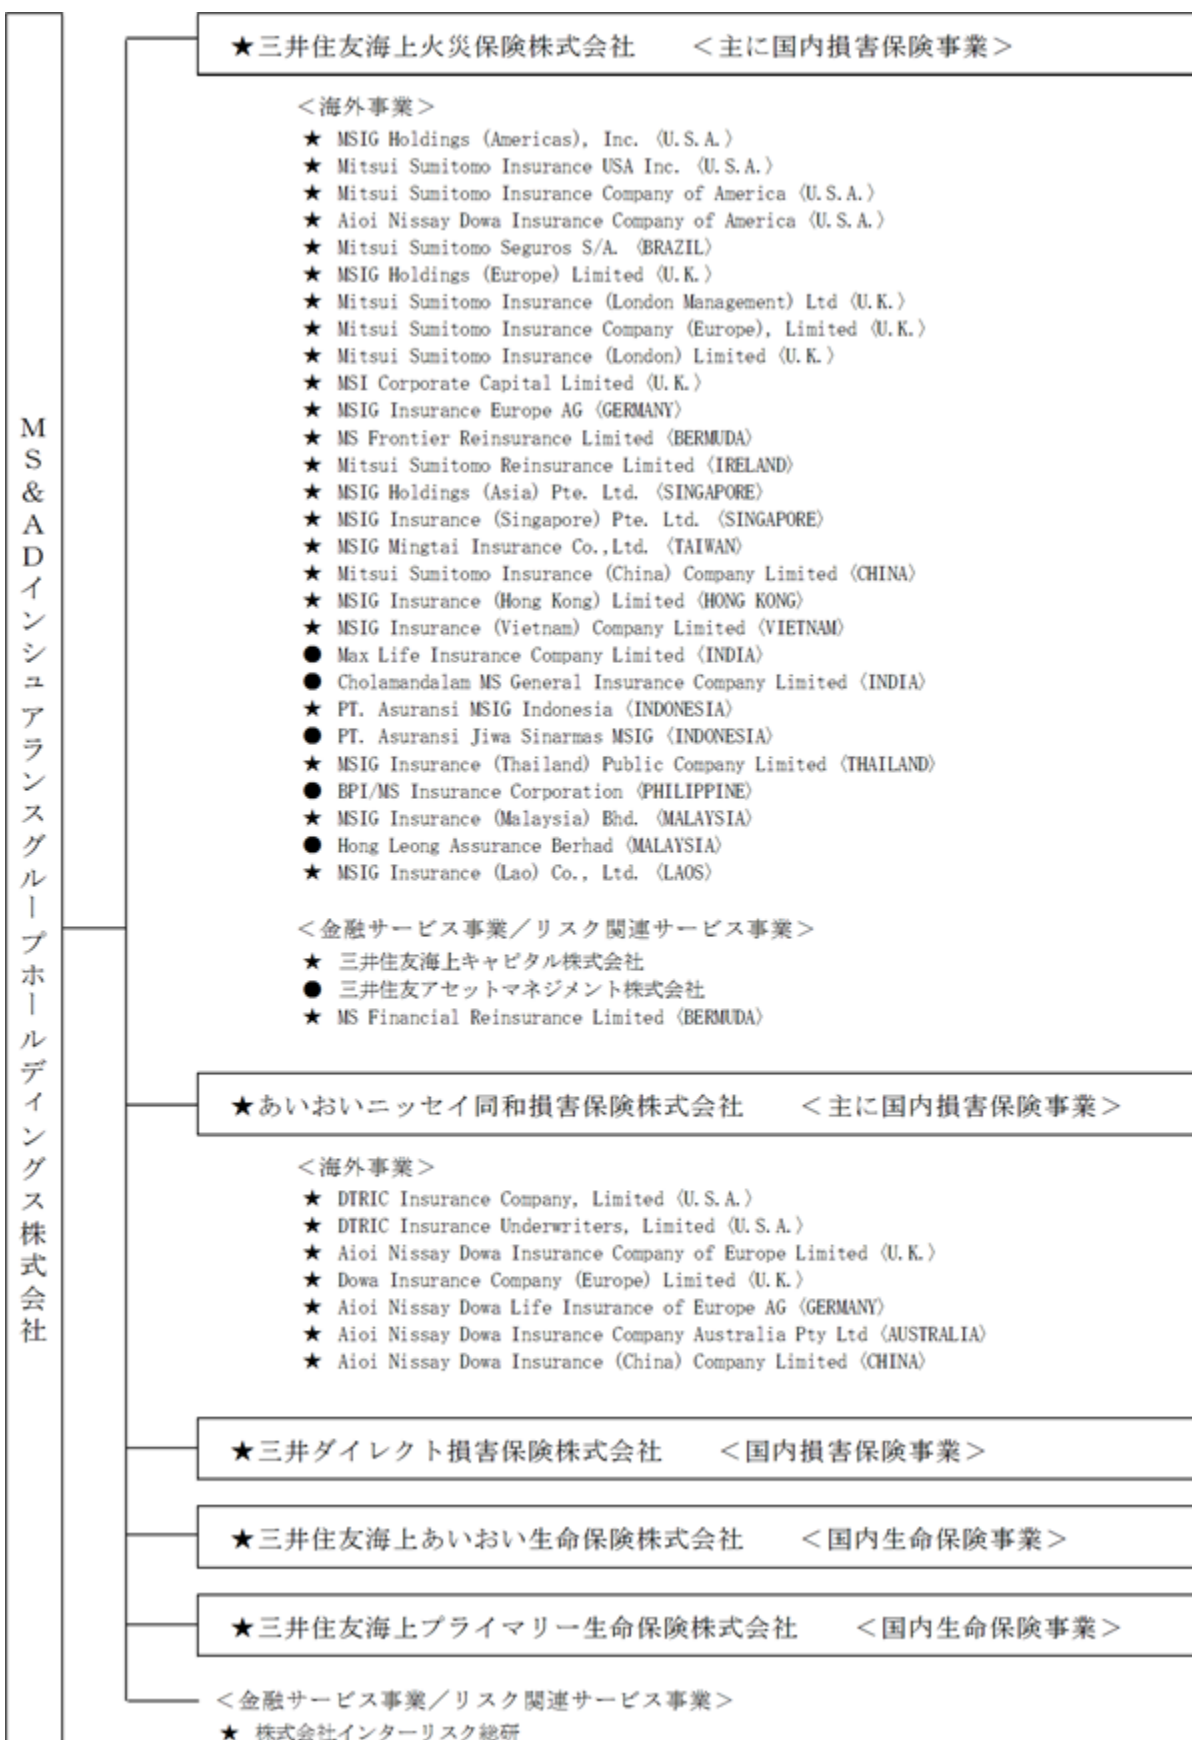 MS&ADインシュアランスグループホールディングス株式会社
★三井住友海上火災保険株式会社 ＜主に国内損害保険事業＞
＜海外事業＞
★ MSIG Holdings (Americas), Inc.〈U.S.A.〉
★ Mitsui Sumitomo Insurance USA Inc.〈U.S.A.〉
★ Mitsui Sumitomo Insurance Company of America〈U.S.A.〉
★ Aioi Nissay Dowa Insurance Company of America〈U.S.A.〉
★ Mitsui Sumitomo Seguros S/A.〈BRAZIL〉
★ MSIG Holdings (Europe) Limited〈U.K.〉
★ Mitsui Sumitomo Insurance (London Management) Ltd〈U.K.〉
★ Mitsui Sumitomo Insurance Company (Europe), Limited〈U.K.〉
★ Mitsui Sumitomo Insurance (London) Limited〈U.K.〉
★ MSI Corporate Capital Limited〈U.K.〉
★ MSIG Insurance Europe AG〈GERMANY〉
★ MS Frontier Reinsurance Limited〈BERMUDA〉
★ Mitsui Sumitomo Reinsurance Limited〈IRELAND〉
★ MSIG Holdings (Asia) Pte. Ltd.〈SINGAPORE〉
★ MSIG Insurance (Singapore) Pte. Ltd.〈SINGAPORE〉
★ MSIG Mingtai Insurance Co.,Ltd.〈TAIWAN〉
★ Mitsui Sumitomo Insurance (China) Company Limited〈CHINA〉
★ MSIG Insurance (Hong Kong) Limited〈HONG KONG〉
★ MSIG Insurance (Vietnam) Company Limited〈VIETNAM〉
● Max Life Insurance Company Limited〈INDIA〉
● Cholamandalam MS General Insurance Company Limited〈INDIA〉
★ PT. Asuransi MSIG Indonesia〈INDONESIA〉
● PT. Asuransi Jiwa Sinarmas MSIG〈INDONESIA〉
★ MSIG Insurance (Thailand) Public Company Limited〈THAILAND〉
● BPI/MS Insurance Corporation〈PHILIPPINE〉
★ MSIG Insurance (Malaysia) Bhd.〈MALAYSIA〉
● Hong Leong Assurance Berhad〈MALAYSIA〉
★ MSIG Insurance (Lao) Co., Ltd.〈LAOS〉
＜金融サービス事業／リスク関連サービス事業＞
★ 三井住友海上キャピタル株式会社
● 三井住友アセットマネジメント株式会社
★ MS Financial Reinsurance Limited〈BERMUDA〉
★あいおいニッセイ同和損害保険株式会社 ＜主に国内損害保険事業＞
＜海外事業＞
★ DTRIC Insurance Company, Limited〈U.S.A.〉
★ DTRIC Insurance Underwriters, Limited〈U.S.A.〉
★ Aioi Nissay Dowa Insurance Company of Europe Limited〈U.K.〉
★ Dowa Insurance Company (Europe) Limited〈U.K.〉
★ Aioi Nissay Dowa Life Insurance of Europe AG〈GERMANY〉
★ Aioi Nissay Dowa Insurance Company Australia Pty Ltd〈AUSTRALIA〉
★ Aioi Nissay Dowa Insurance (China) Company Limited〈CHINA〉
★三井ダイレクト損害保険株式会社 ＜国内損害保険事業＞
★三井住友海上あいおい生命保険株式会社 ＜国内生命保険事業＞
★三井住友海上プライマリー生命保険株式会社 ＜国内生命保険事業＞
＜金融サービス事業／リスク関連サービス事業＞
★ 株式会社インターリスク総研